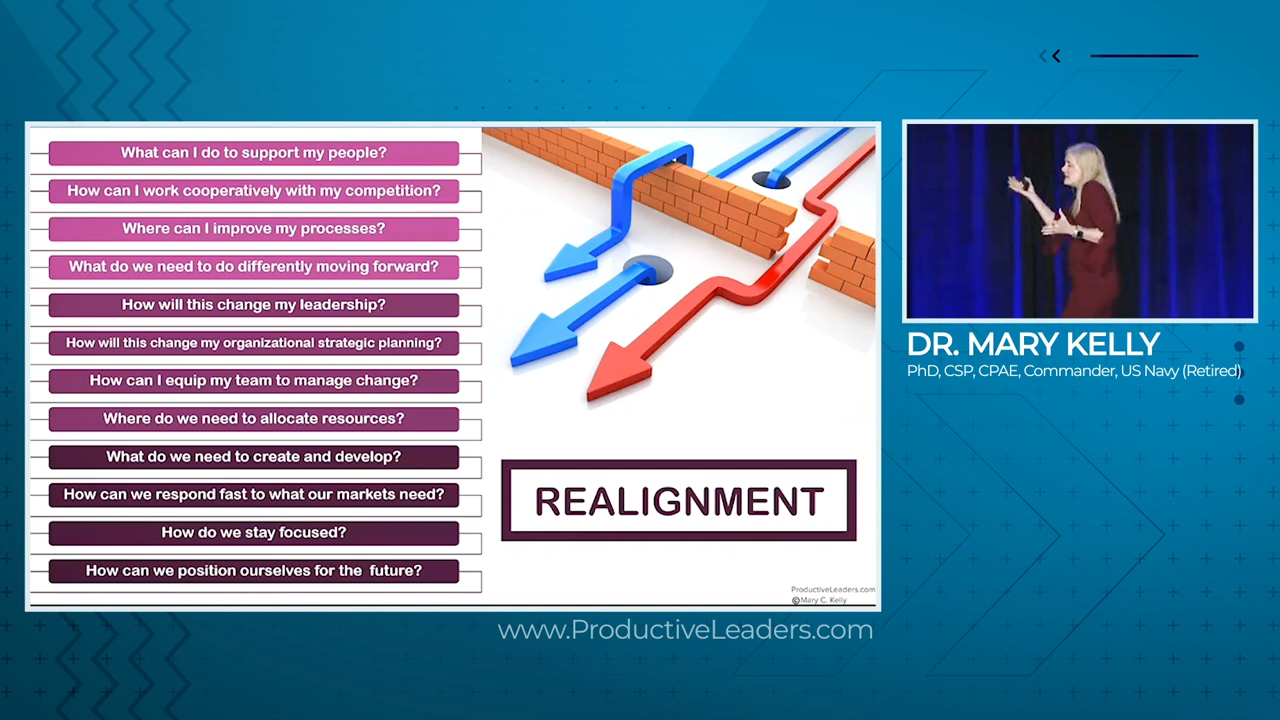 What can I do to support my people?
How can I work cooperatively with my competition?
Where can I improve my processes?
What do we need to do differently moving forward?
How will this change my leadership?
How will this change my organizational strategic planning?
How can I equip my team to manage change?
Where do we need to allocate resources?
What do we need to create and develop?
How can we respond fast to what our markets need?
How do we stay focused?
How can we position ourselves for the future?
REALIGNMENT
ProductiveLeaders.com
©Mary C. Kelly
DR. MARY KELLY
PhD, CSP, CPAE, Commander, US Navy (Retired)
www.ProductiveLeaders.com